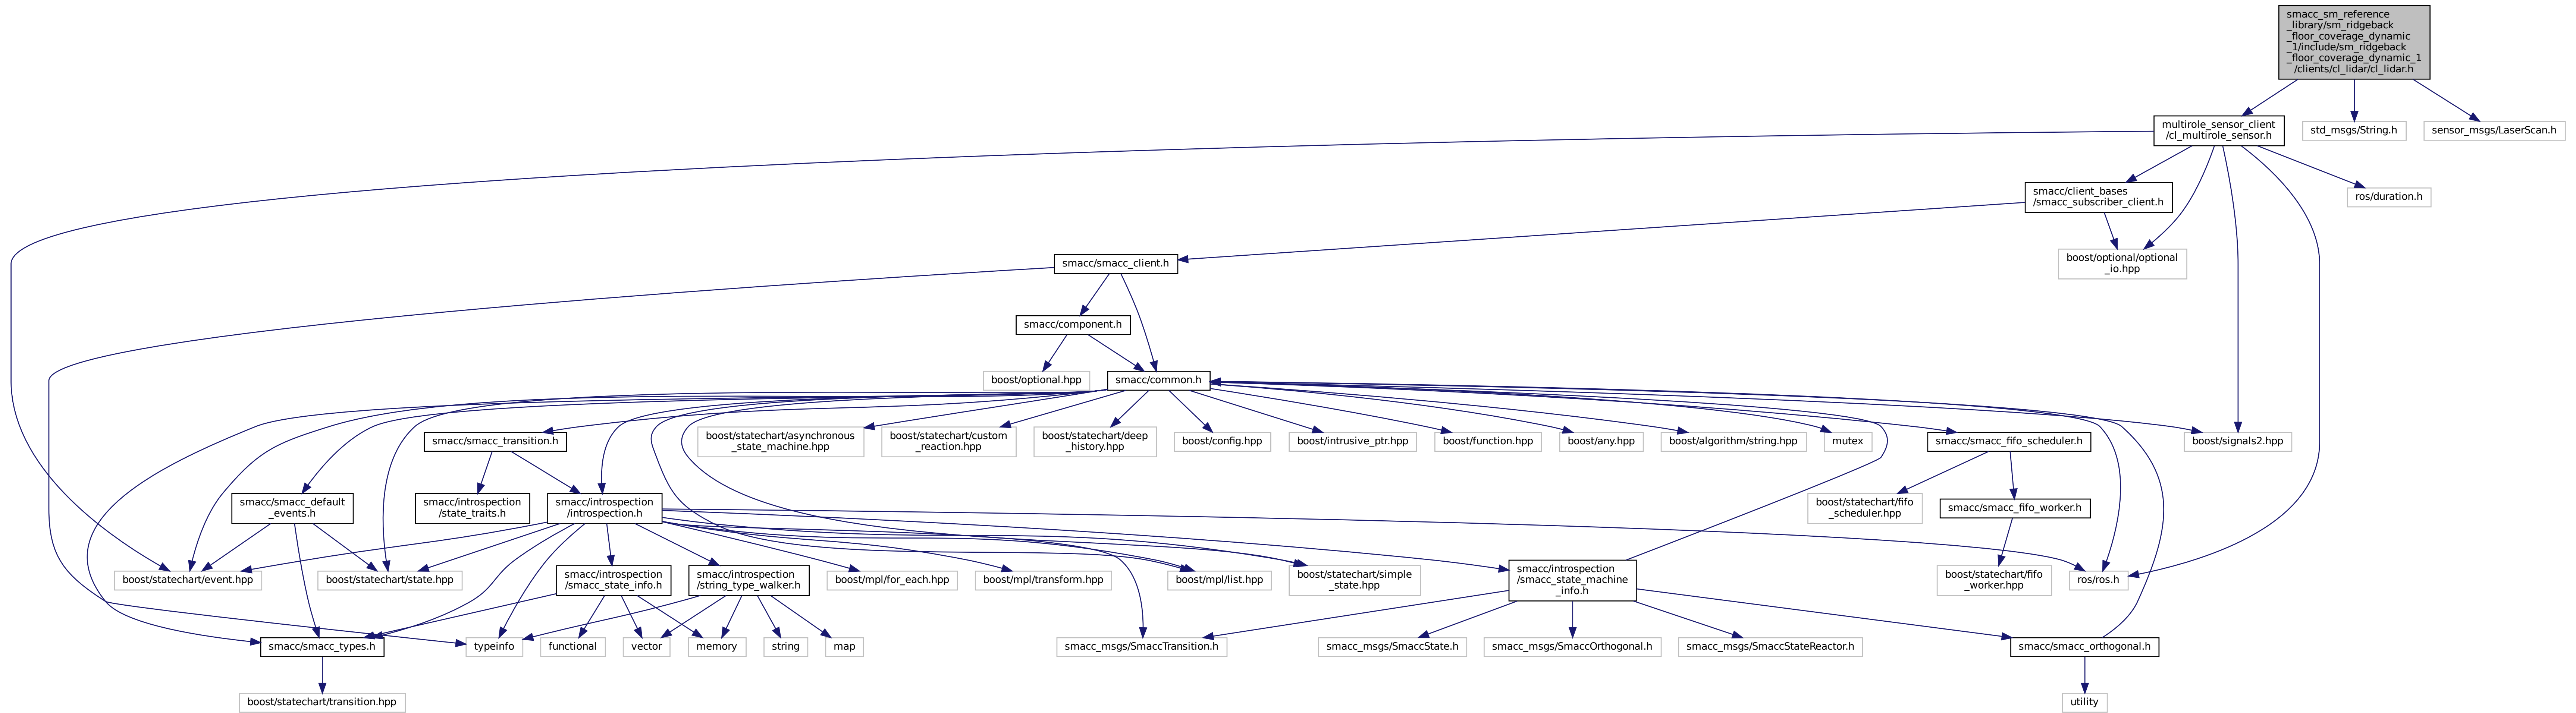 smacc_sm_reference
_library/sm_ridgeback
_floor_coverage_dynamic
_1/include/sm_ridgeback
_floor_coverage_dynamic_1
/clients/cl_lidar/cl_lidar.h
multirole_sensor_client
/cl_multirole_sensor.h
std_msgs/String.h
sensor_msgs/LaserScan.h
smacc/client_bases
/smacc_subscriber_client.h
ros/duration.h
smacc/smacc_client.h
boost/optional/optional
_io.hpp
smacc/component.h
boost/optional.hpp
smacc/common.h
smacc/smacc_transition.h
boost/statechart/asynchronous
_state_machine.hpp
boost/statechart/custom
_reaction.hpp
boost/statechart/deep
_history.hpp
boost/config.hpp
boost/intrusive_ptr.hpp
boost/function.hpp
boost/any.hpp
boost/algorithm/string.hpp
mutex
smacc/smacc_fifo_scheduler.h
boost/signals2.hpp
smacc/smacc_default
_events.h
smacc/introspection
/state_traits.h
smacc/introspection
/introspection.h
boost/statechart/fifo
_scheduler.hpp
smacc/smacc_fifo_worker.h
boost/statechart/event.hpp
boost/statechart/state.hpp
smacc/introspection
/smacc_state_info.h
smacc/introspection
/string_type_walker.h
boost/mpl/for_each.hpp
boost/mpl/transform.hpp
boost/mpl/list.hpp
boost/statechart/simple
_state.hpp
smacc/introspection
/smacc_state_machine
_info.h
boost/statechart/fifo
_worker.hpp
ros/ros.h
smacc/smacc_types.h
typeinfo
functional
vector
memory
string
map
smacc_msgs/SmaccTransition.h
smacc_msgs/SmaccState.h
smacc_msgs/SmaccOrthogonal.h
smacc_msgs/SmaccStateReactor.h
smacc/smacc_orthogonal.h
boost/statechart/transition.hpp
utility